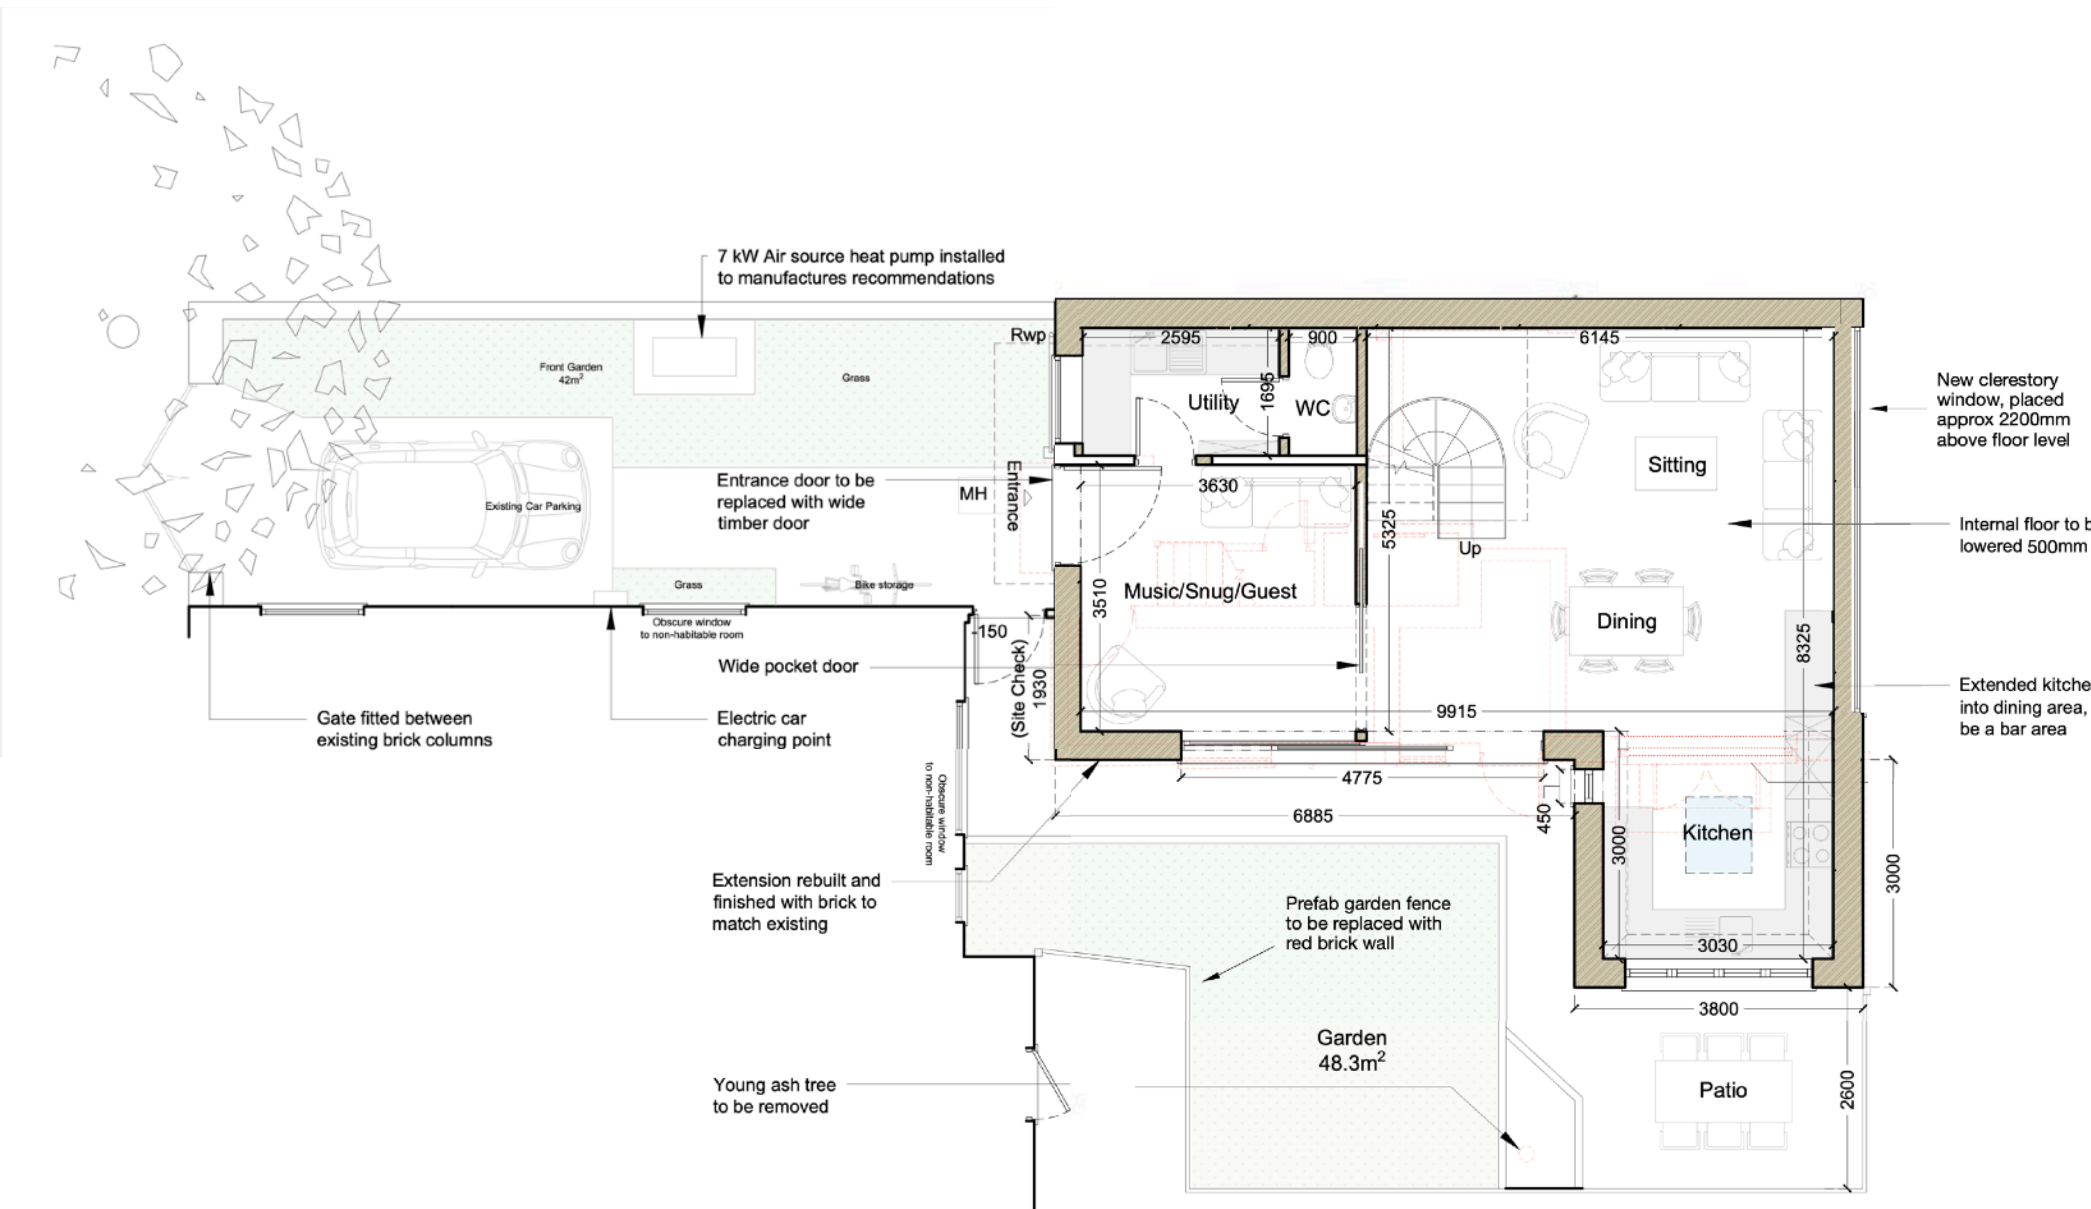 7 kW Air source heat pump installed
to manufactures recommendations
Rwp
2595
900
6145
Front Garden
42m²
Grass
New clerestory
window, placed
approx 2200mm
above floor level
1695
Utility
WC
Sitting
Entrance door to be
replaced with wide
timber door
MH
Entrance
3630
Existing Car Parking
5325
Up
Internal floor to b
lowered 500mm
Grass
Bike storage
3510
Music/Snug/Guest
Dining
Obscure window
to non-habitable room
150
(Site Check)
1930
8325
Wide pocket door
Extended kitche
into dining area,
be a bar area
Gate fitted between
existing brick columns
Electric car
charging point
9915
4775
6885
450
Obscure window
to non-habitable room
3000
Kitchen
3000
Extension rebuilt and
finished with brick to
match existing
Prefab garden fence
to be replaced with
red brick wall
3030
3800
Garden
48.3m²
Young ash tree
to be removed
Patio
2600